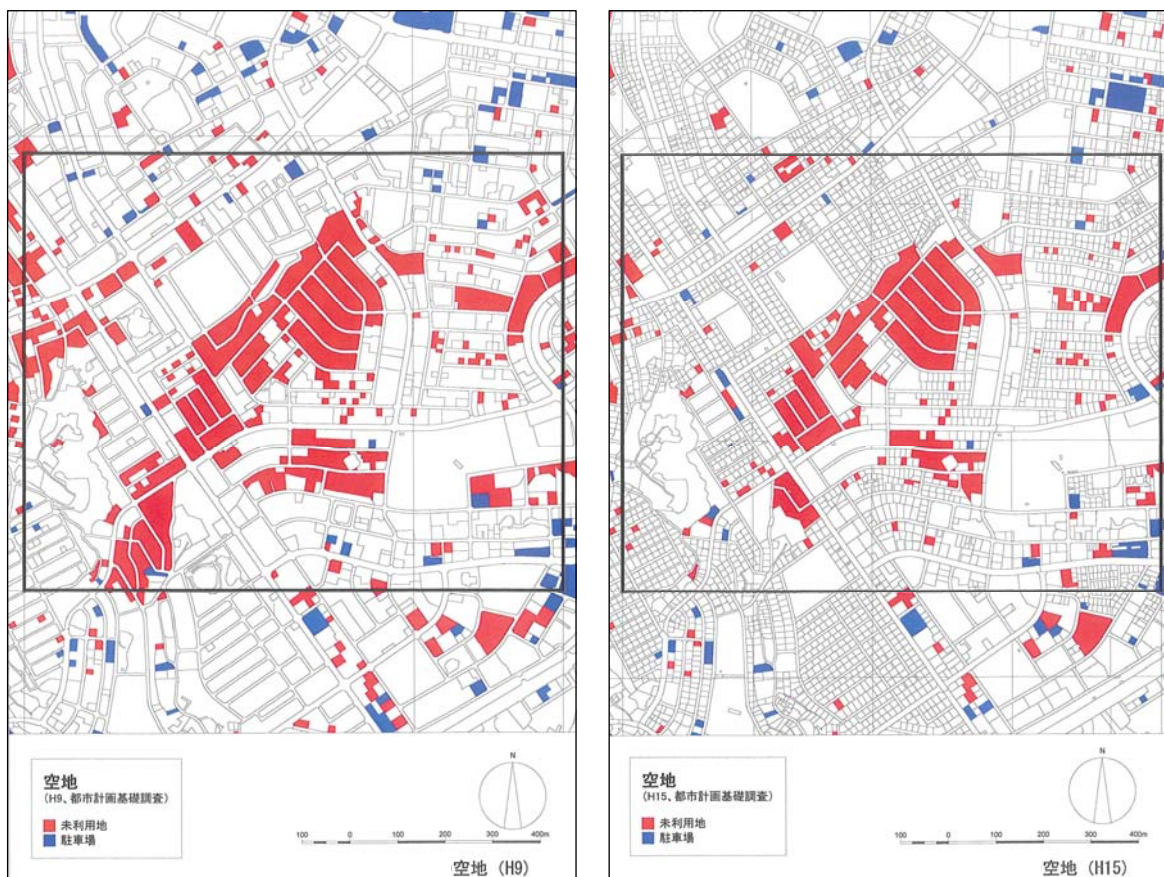 空地
(H9、都市計画基礎調査)
未利用地
駐車場
N
100 0 100 200 300 400m
空地 (H9)
空地
(H15、都市計画基礎調査)
未利用地
駐車場
N
100 0 100 200 300 400m
空地 (H15)